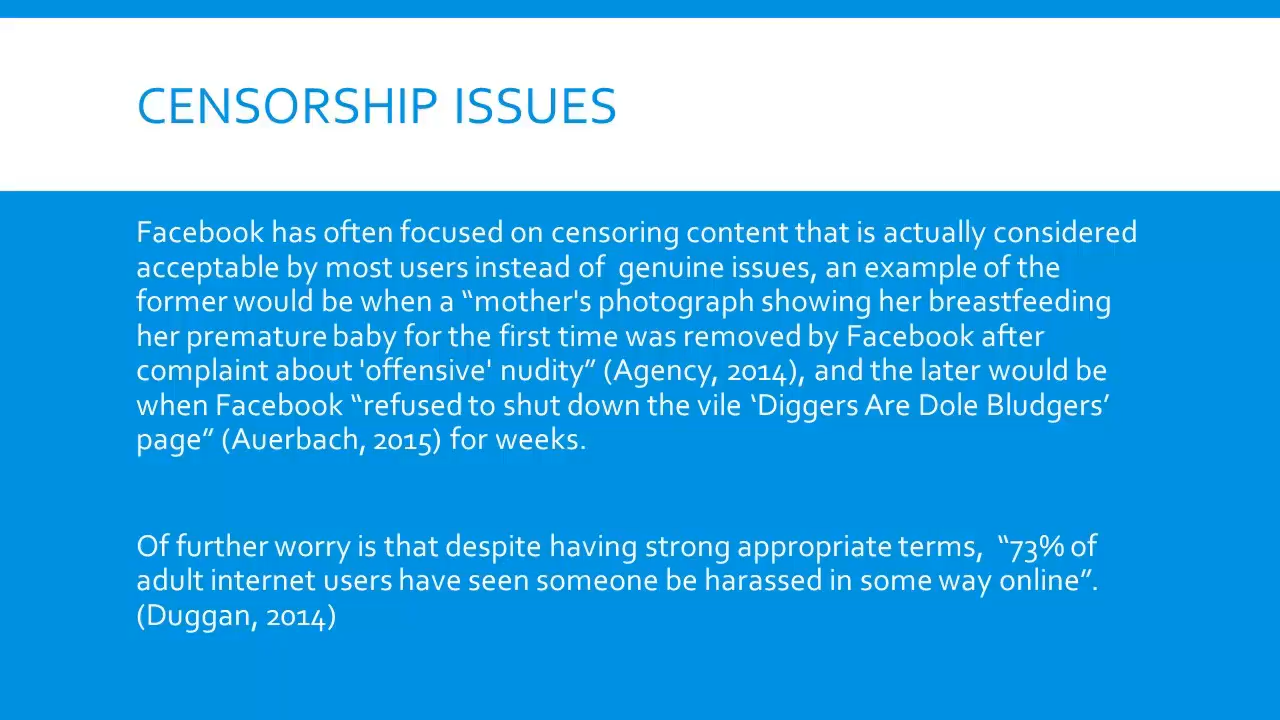 CENSORSHIP ISSUES
Facebook has often focused on censoring content that is actually considered
acceptable by most users instead of  genuine issues, an example of the
former would be when a “mother's photograph showing her breastfeeding
her premature baby for the first time was removed by Facebook after
complaint about 'offensive' nudity” (Agency, 2014), and the later would be
when Facebook “refused to shut down the vile ‘Diggers Are Dole Bludgers’
page” (Auerbach, 2015) for weeks.
Of further worry is that despite having strong appropriate terms,  “73% of
adult internet users have seen someone be harassed in some way online”.
(Duggan, 2014)